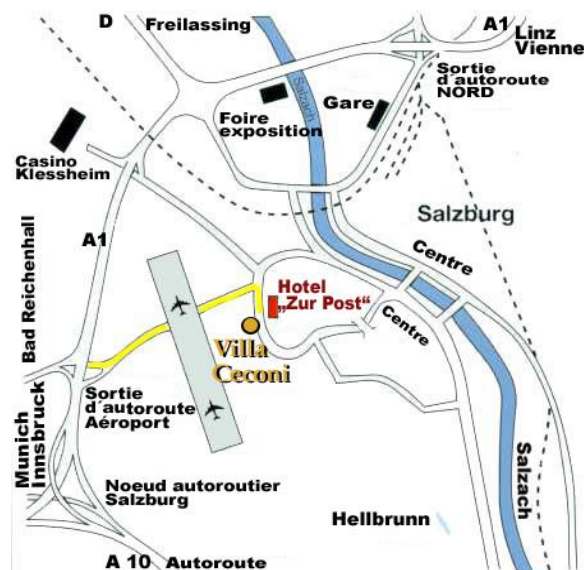 D
Freilassing
A1
Linz
Vienne
Sortie
d'autoroute
NORD
Salzach
Foire
exposition
Gare
Casino
Klessheim
Salzburg
A1
Centre
Bad Reichenhall
Hotel
„Zur Post“
Centre
Villa
Ceconi
Sortie
d´autoroute
Aéroport
Munich
Innsbruck
Noeud autoroutier
Salzburg
Salzach
Hellbrunn
A 10 Autoroute